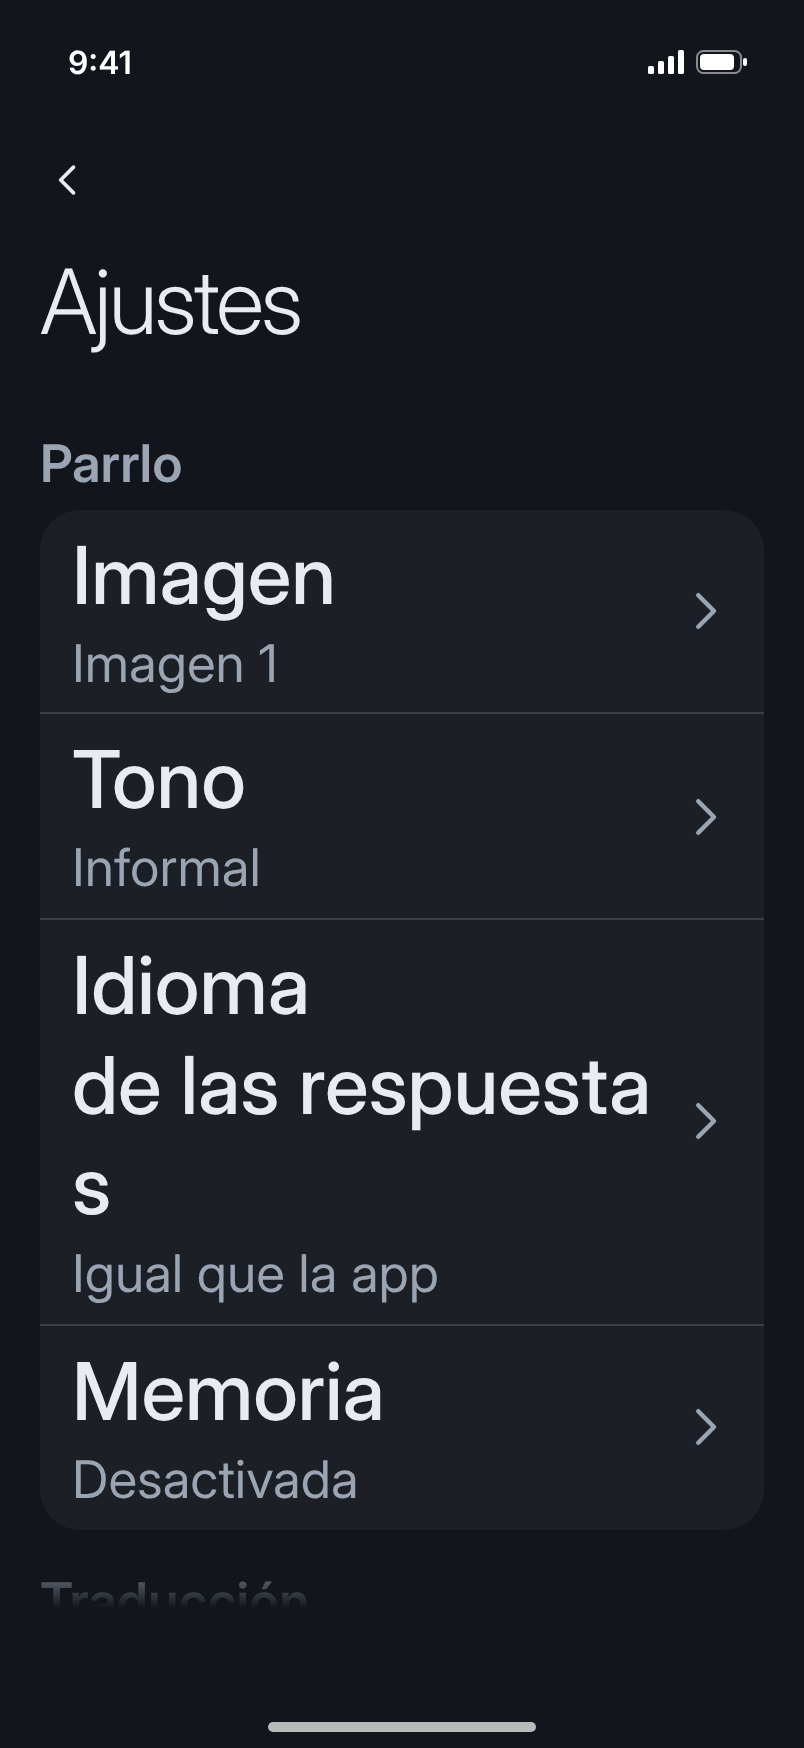 9:41
Ajustes
Parrlo
Imagen
Imagen 1
Tono
Informal
Idioma
de las respuesta
s
Igual que la app
Memoria
Desactivada
Traducción